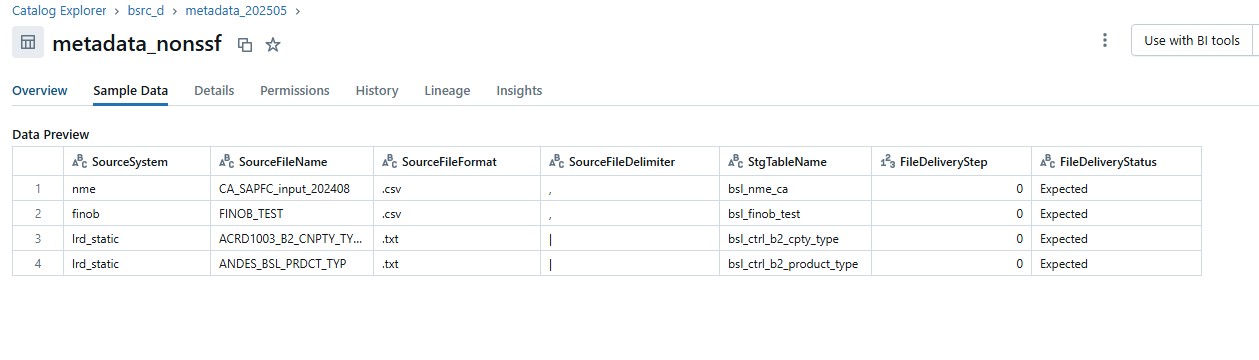 Catalog Explorer > bsrc_d > metadata_202505 >
metadata_nonssf
Use with BI tools
Overview Sample Data Details Permissions History Lineage Insights
Data Preview
SourceSystem SourceFileName SourceFileFormat SourceFileDelimiter StgTableName 123 FileDeliveryStep FileDeliveryStatus
1 nme CA_SAPFC_input_202408 .csv , bsl_nme_ca 0 Expected
2 finob FINOB_TEST .csv , bsl_finob_test 0 Expected
3 lrd_static ACRD1003_B2_CNPTY_TY... .txt | bsl_ctrl_b2_cpty_type 0 Expected
4 lrd_static ANDES_BSL_PRDCT_TYP .txt | bsl_ctrl_b2_product_type 0 Expected